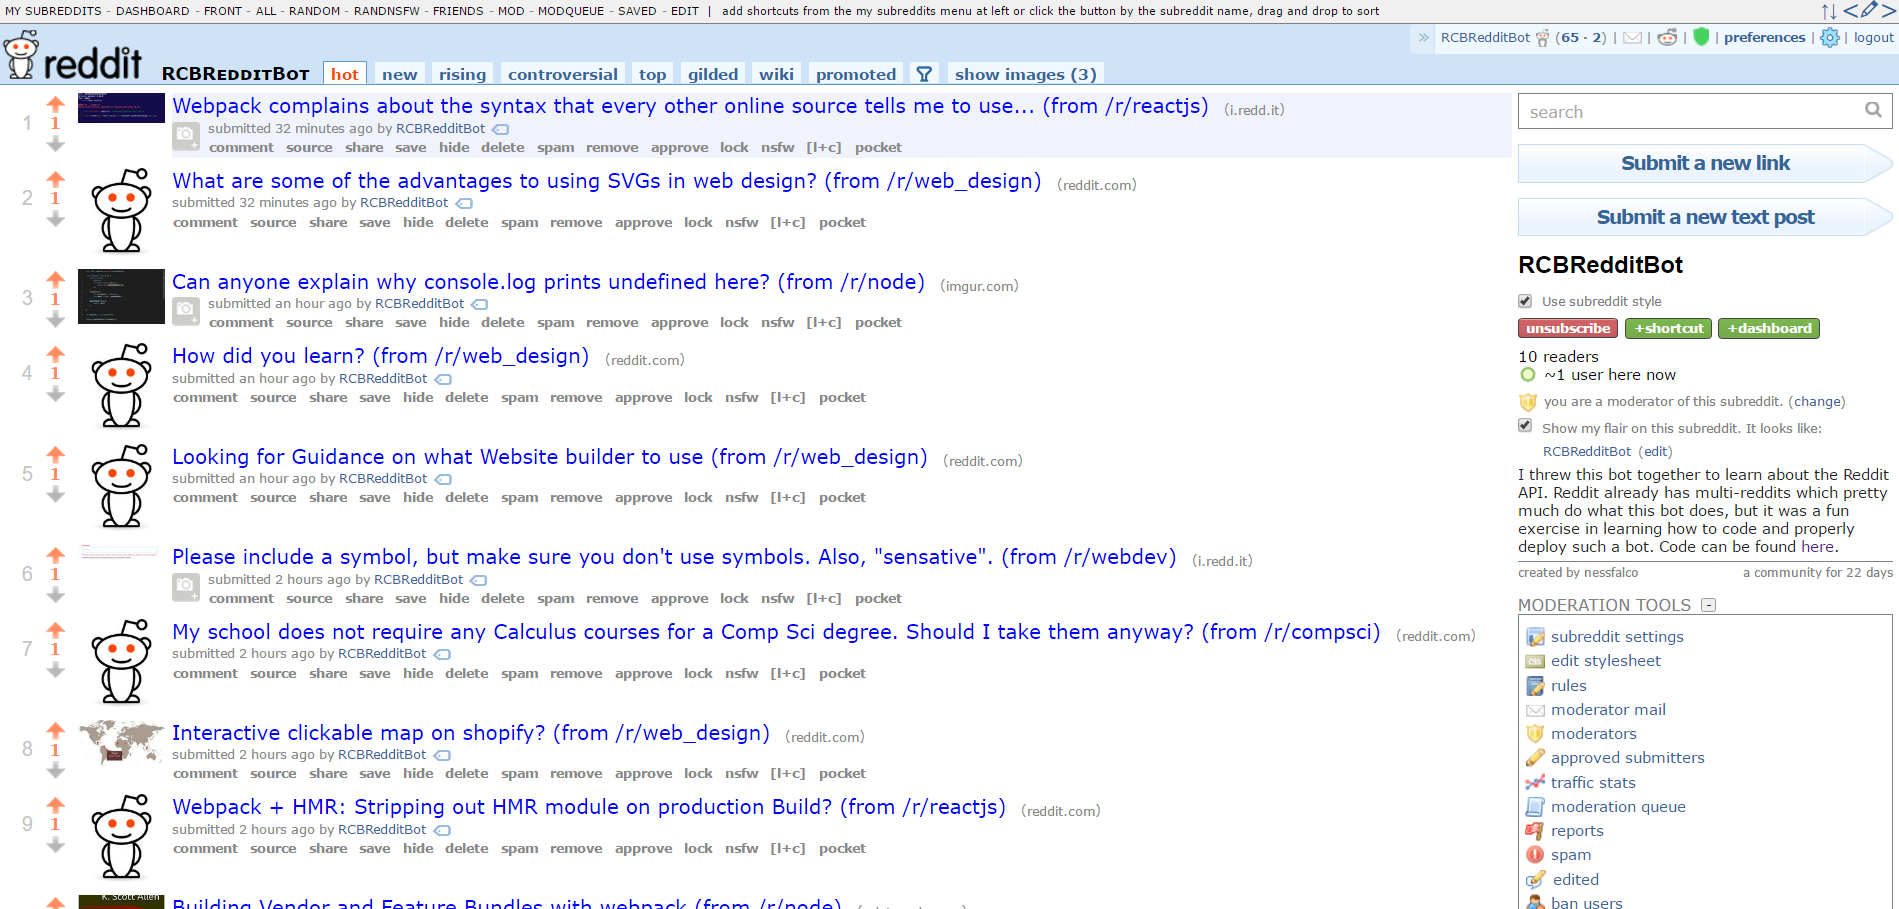 MY SUBREDDITS - DASHBOARD - FRONT - ALL - RANDOM - RANDNSFW - FRIENDS - MOD - MODQUEUE - SAVED - EDIT | add shortcuts from the my subreddits menu at left or click the button by the subreddit name, drag and drop to sort
RCBRedditBot (65 · 2) | | | | preferences | | logout
reddit RCBRedditBot hot new rising controversial top gilded wiki promoted show images (3)
1
1
Webpack complains about the syntax that every other online source tells me to use... (from /r/reactjs) (i.redd.it)
submitted 32 minutes ago by RCBRedditBot
comment source share save hide delete spam remove approve lock nsfw [l+c] pocket
2
1
What are some of the advantages to using SVGs in web design? (from /r/web_design) (reddit.com)
submitted 32 minutes ago by RCBRedditBot
comment source share save hide delete spam remove approve lock nsfw [l+c] pocket
3
1
Can anyone explain why console.log prints undefined here? (from /r/node) (imgur.com)
submitted an hour ago by RCBRedditBot
comment source share save hide delete spam remove approve lock nsfw [l+c] pocket
4
1
How did you learn? (from /r/web_design) (reddit.com)
submitted an hour ago by RCBRedditBot
comment source share save hide delete spam remove approve lock nsfw [l+c] pocket
5
1
Looking for Guidance on what Website builder to use (from /r/web_design) (reddit.com)
submitted an hour ago by RCBRedditBot
comment source share save hide delete spam remove approve lock nsfw [l+c] pocket
6
1
Please include a symbol, but make sure you don't use symbols. Also, "sensative". (from /r/webdev) (i.redd.it)
submitted 2 hours ago by RCBRedditBot
comment source share save hide delete spam remove approve lock nsfw [l+c] pocket
7
1
My school does not require any Calculus courses for a Comp Sci degree. Should I take them anyway? (from /r/compsci) (reddit.com)
submitted 2 hours ago by RCBRedditBot
comment source share save hide delete spam remove approve lock nsfw [l+c] pocket
8
1
Interactive clickable map on shopify? (from /r/web_design) (reddit.com)
submitted 2 hours ago by RCBRedditBot
comment source share save hide delete spam remove approve lock nsfw [l+c] pocket
9
1
Webpack + HMR: Stripping out HMR module on production Build? (from /r/reactjs) (reddit.com)
submitted 2 hours ago by RCBRedditBot
comment source share save hide delete spam remove approve lock nsfw [l+c] pocket
K. Scott Allen
Building Vendor and Feature Bundles with webpack (from /r/node)
search
Submit a new link
Submit a new text post
RCBRedditBot
Use subreddit style
unsubscribe +shortcut +dashboard
10 readers
~1 user here now
you are a moderator of this subreddit. (change)
Show my flair on this subreddit. It looks like:
RCBRedditBot (edit)
I threw this bot together to learn about the Reddit
API. Reddit already has multi-reddits which pretty
much do what this bot does, but it was a fun
exercise in learning how to code and properly
deploy such a bot. Code can be found here.
created by nessfalco a community for 22 days
MODERATION TOOLS -
subreddit settings
CSS edit stylesheet
rules
moderator mail
moderators
approved submitters
traffic stats
moderation queue
reports
spam
edited
ban users